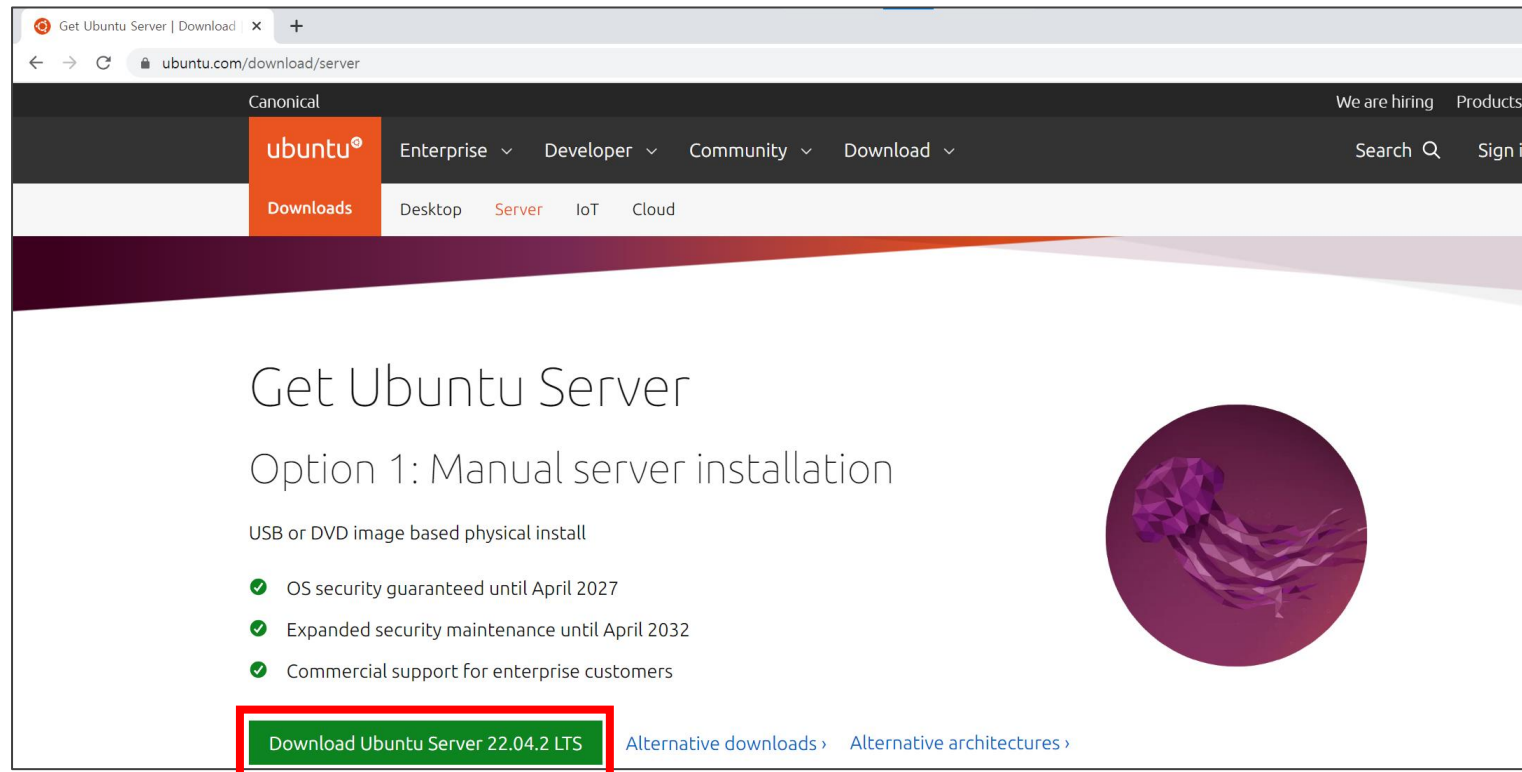 Get Ubuntu Server | Download
ubuntu.com/download/server
Canonical We are hiring Products
ubuntu® Enterprise Developer Community Download Search Sign i
Downloads Desktop Server IoT Cloud
Get Ubuntu Server
Option 1: Manual server installation
USB or DVD image based physical install
OS security guaranteed until April 2027
Expanded security maintenance until April 2032
Commercial support for enterprise customers
Download Ubuntu Server 22.04.2 LTS Alternative downloads › Alternative architectures ›